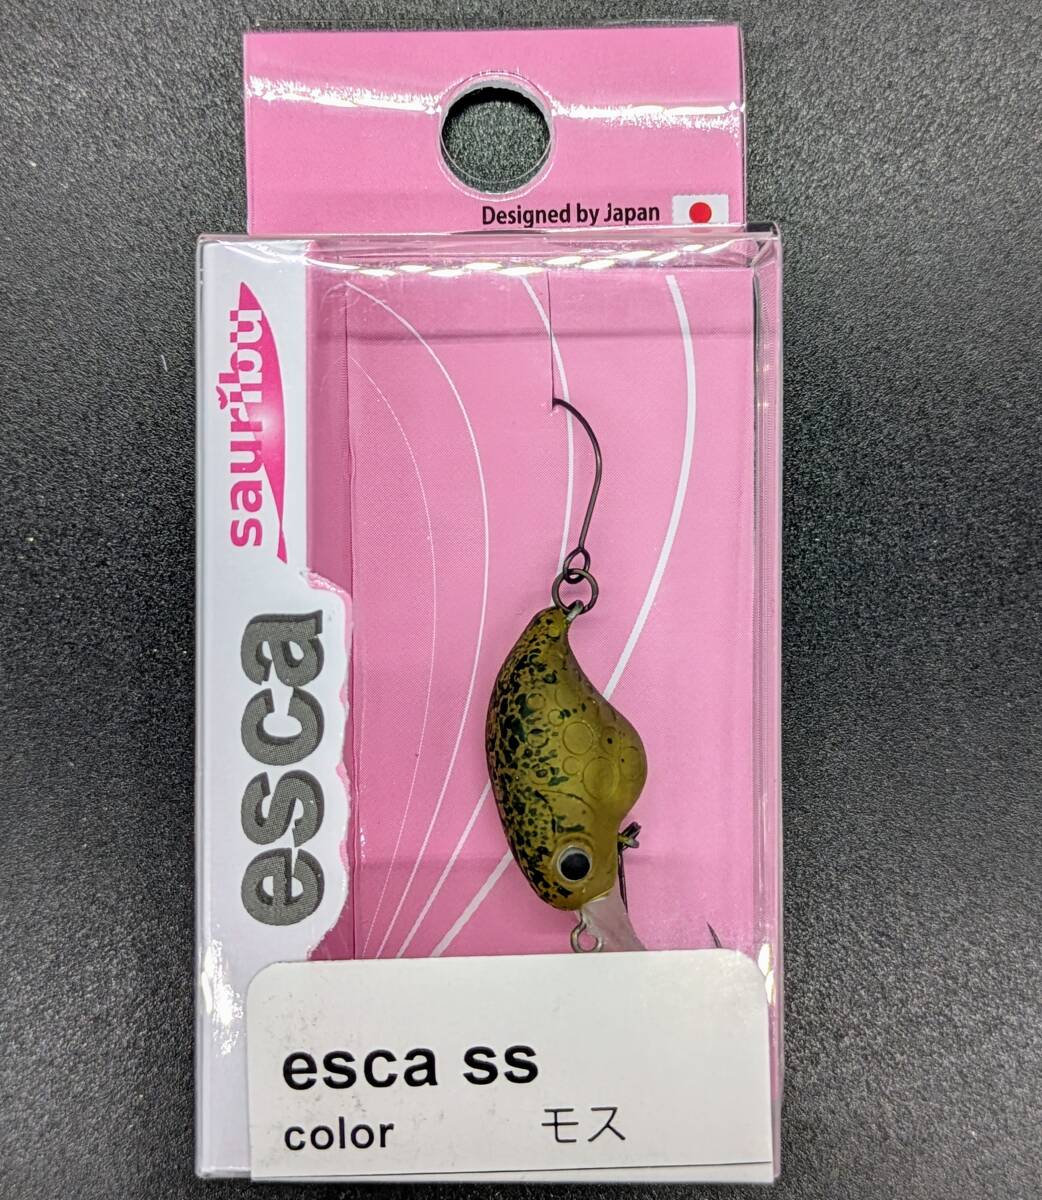 Designed by Japan
sauribu
esca
esca ss
color モス